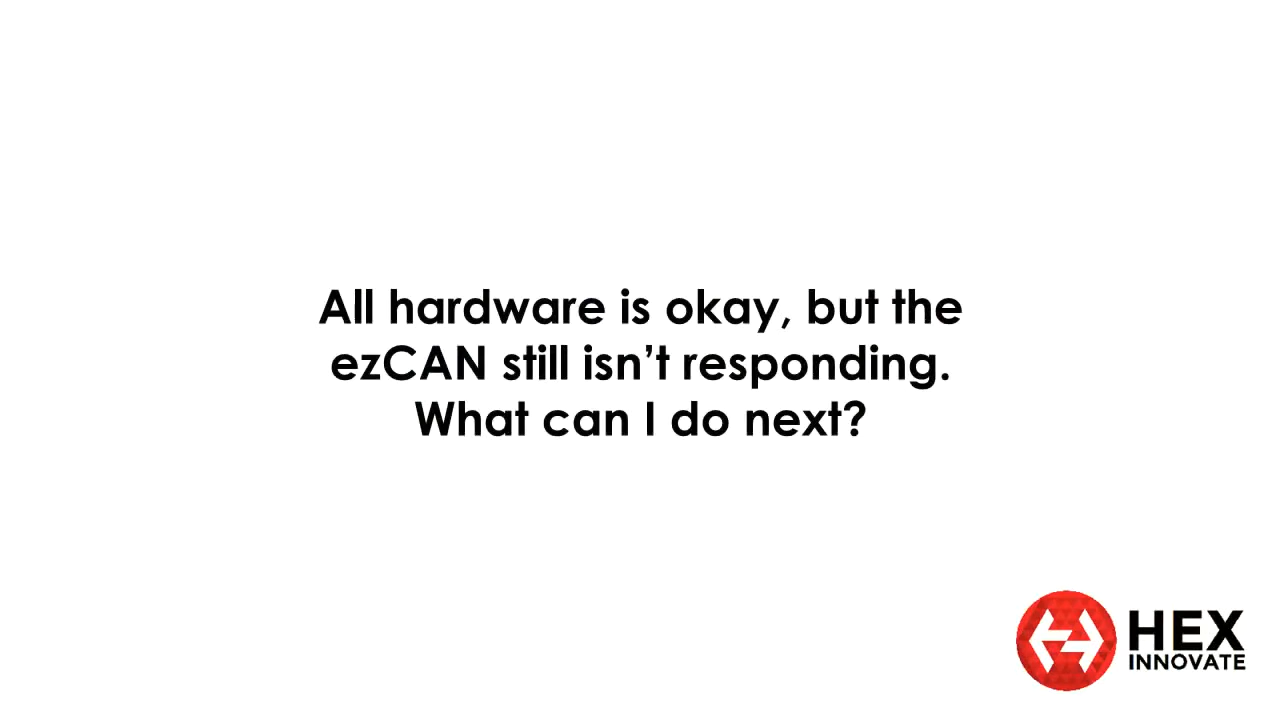 All hardware is okay, but the
ezCAN still isn’t responding.
What can I do next?
HEX
INNOVATE